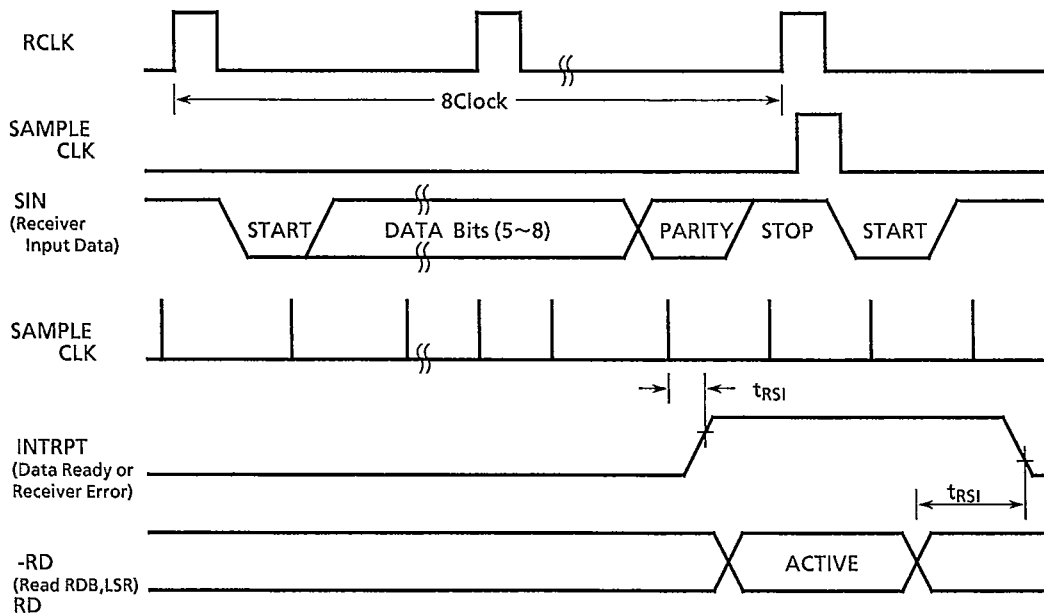 RCLK
8Clock
SAMPLE
CLK
SIN
(Receiver
Input Data)
START
DATA Bits (5~8)
PARITY
STOP
START
SAMPLE
CLK
tRSI
INTRPT
(Data Ready or
Receiver Error)
tRSI
-RD
(Read RDB,LSR)
RD
ACTIVE